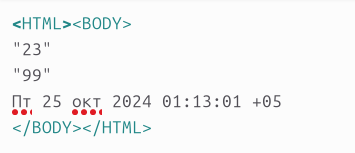 <HTML><BODY>
"23"
"99"
Пт 25 окт 2024 01:13:01 +05
</BODY></HTML>